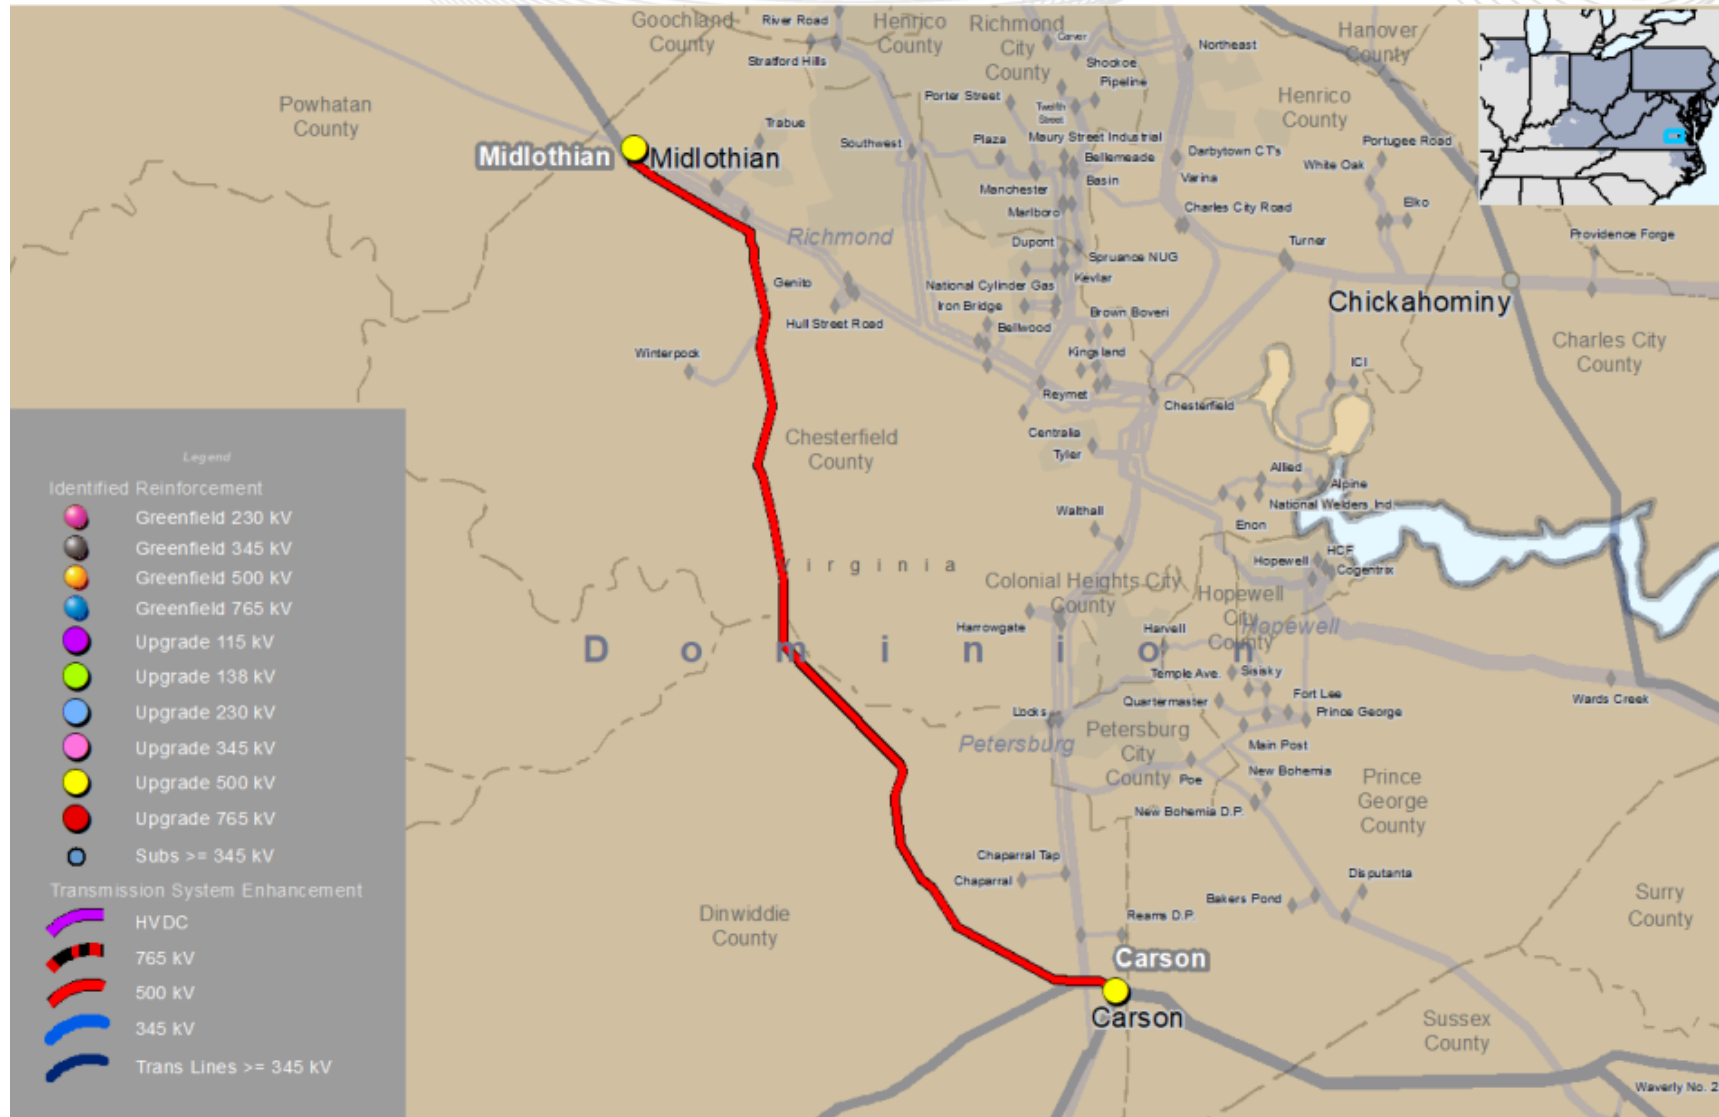 Goochland
County
River Road
Henrico
County
Richmond
City
County
Hanover
County
Stratford Hills
Carver
Northeast
Shockoe
Pipeline
Powhatan
County
Porter Street
Twelfth
Street
Henrico
County
Trabue
Southwest
Plaza
Maury Street Industrial
Portugee Road
Midlothian
Midlothian
Bellemeade
Darbytown CT's
White Oak
Basin
Varina
Manchester
Marlboro
Charles City Road
Elko
Richmond
Dupont
Turner
Providence Forge
Spruance NUG
Genito
National Cylinder Gas
Kevlar
Iron Bridge
Chickahominy
Hull Street Road
Bellwood
Brown Boveri
Winterpock
Kingsland
Charles City
County
ICI
Reymet
Chesterfield
Chesterfield
County
Centralia
Tyler
Allied
Alpine
National Welders Ind.
Walthall
Enon
HCF
Hopewell
Cogentrix
Virginia
Colonial Heights City
County
Hopewell
City
County
Hopewell
Harrowgate
Harvell
Dominion
Temple Ave.
Sisisky
Quartermaster
Fort Lee
Prince George
Wards Creek
Locks
Petersburg
Petersburg
City
County
Main Post
New Bohemia
Poe
Prince
George
County
New Bohemia D.P.
Chaparral Tap
Chaparral
Disputanta
Bakers Pond
Surry
County
Dinwiddie
County
Reams D.P.
Carson
Carson
Sussex
County
Waverly No. 2
Legend
Identified Reinforcement
Greenfield 230 kV
Greenfield 345 kV
Greenfield 500 kV
Greenfield 765 kV
Upgrade 115 kV
Upgrade 138 kV
Upgrade 230 kV
Upgrade 345 kV
Upgrade 500 kV
Upgrade 765 kV
Subs >= 345 kV
Transmission System Enhancement
HVDC
765 kV
500 kV
345 kV
Trans Lines >= 345 kV